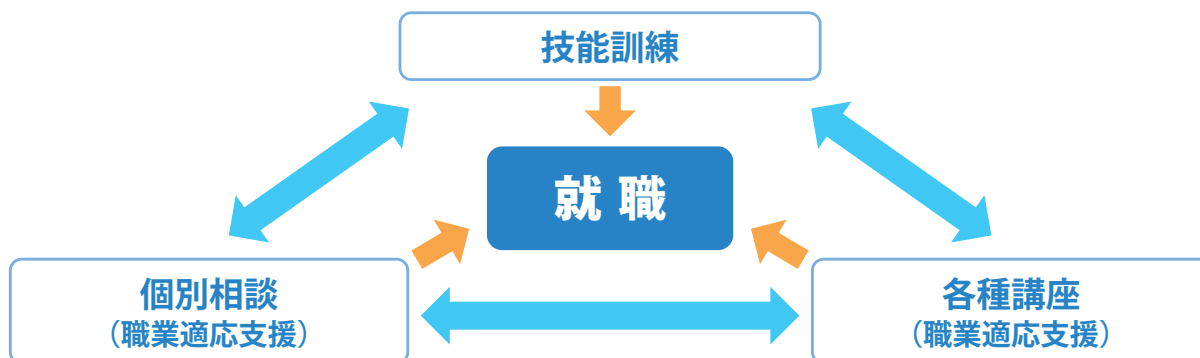 技能訓練
就職
個別相談
（職業適応支援）
各種講座
（職業適応支援）